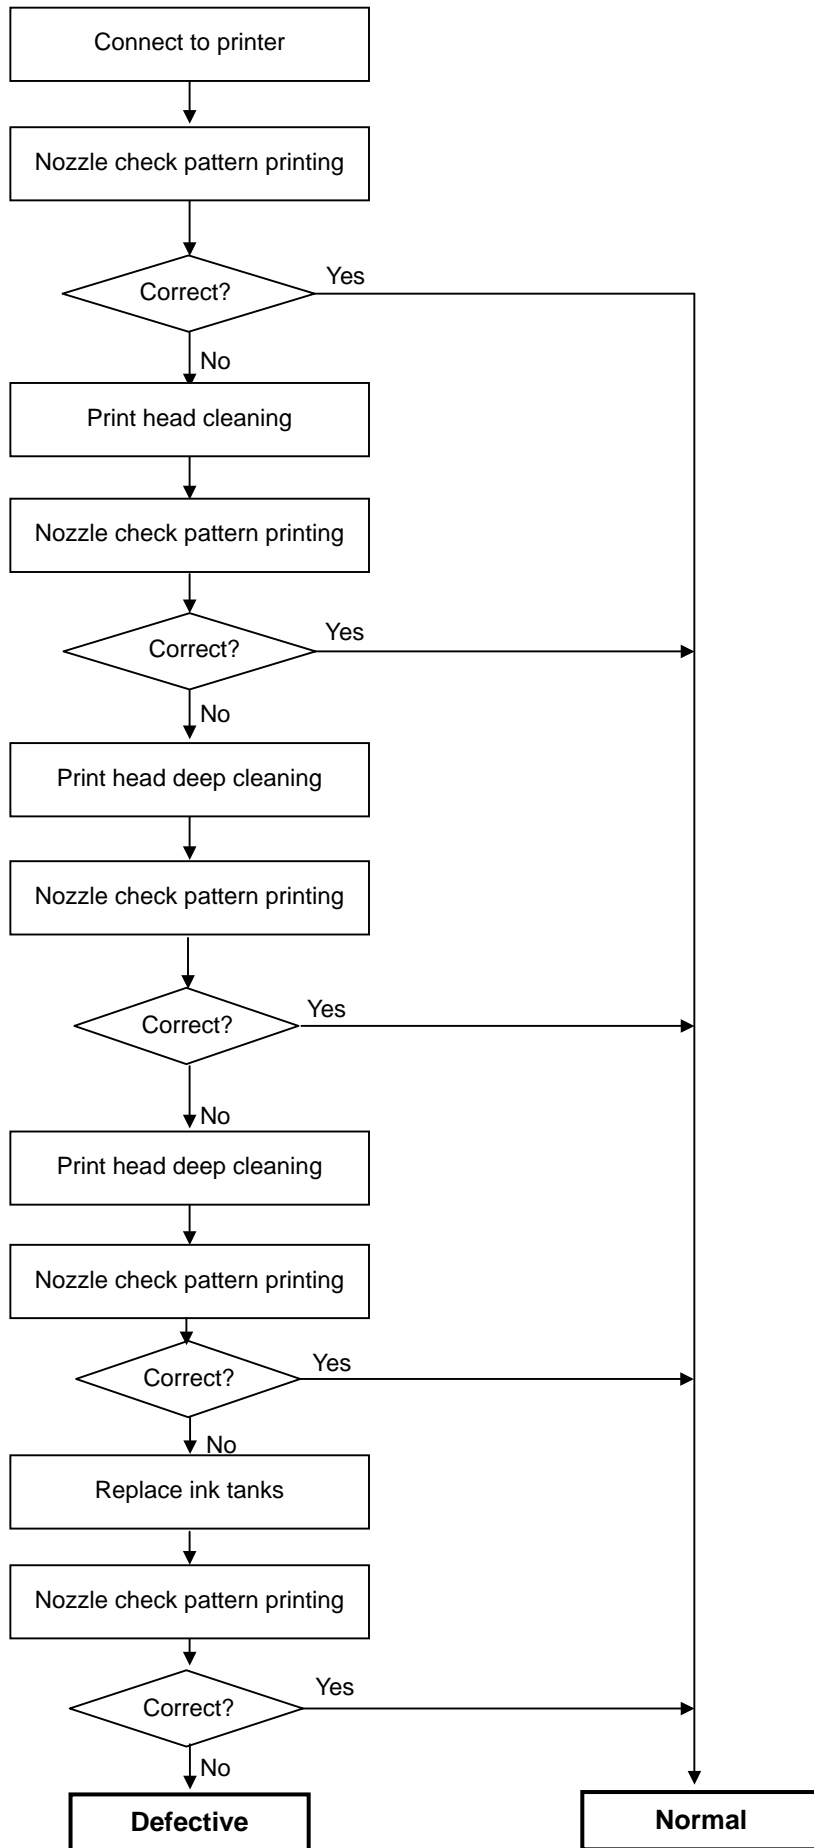 Connect to printer
Nozzle check pattern printing
Correct?
Yes
No
Print head cleaning
Nozzle check pattern printing
Correct?
Yes
No
Print head deep cleaning
Nozzle check pattern printing
Correct?
Yes
No
Print head deep cleaning
Nozzle check pattern printing
Correct?
Yes
No
Replace ink tanks
Nozzle check pattern printing
Correct?
Yes
No
Defective
Normal